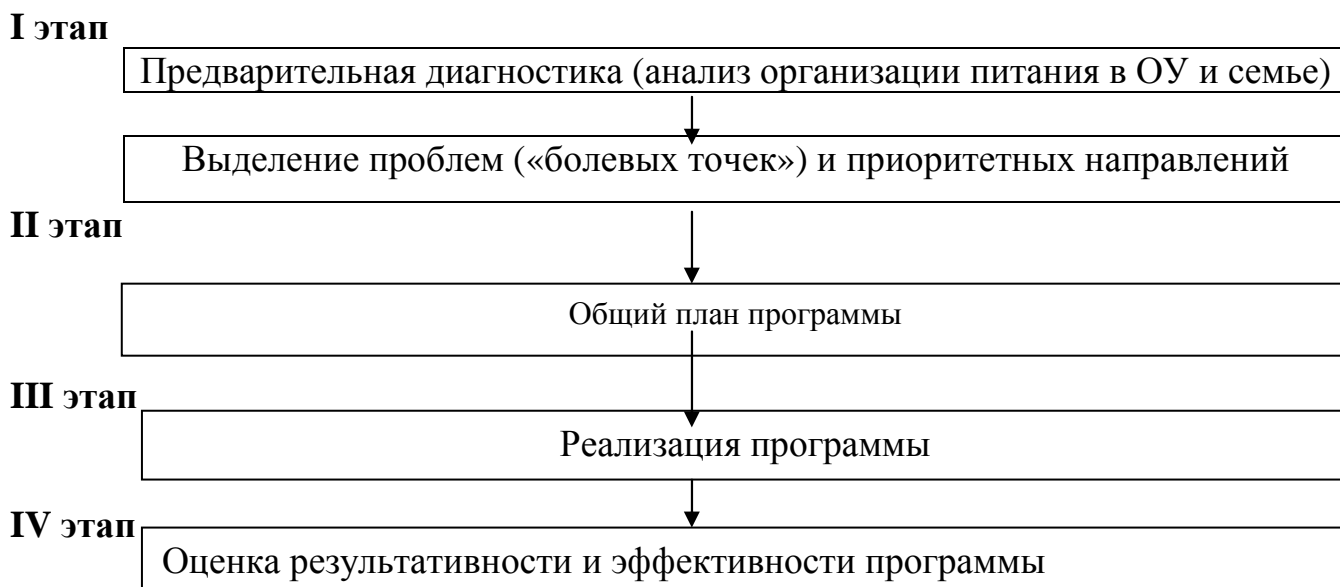 I этап
Предварительная диагностика (анализ организации питания в ОУ и семье)
Выделение проблем («болевых точек») и приоритетных направлений
II этап
Общий план программы
III этап
Реализация программы
IV этап
Оценка результативности и эффективности программы